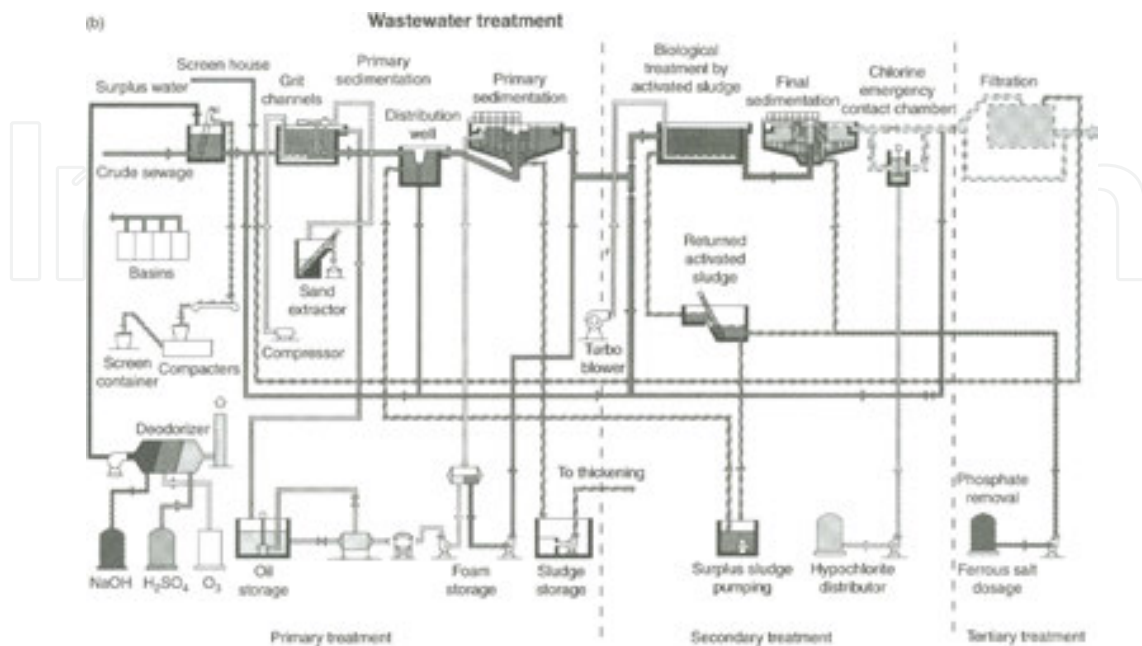 (b)
Wastewater treatment
Screen house
Surplus water
Crude sewage
Grit
channels
Primary
sedimentation
Distribution
well
Primary
sedimentation
Biological
treatment by
activated sludge
Final
sedimentation
Chlorine
emergency
contact chamber
Filtration
Basins
Sand
extractor
Compressor
Screen
container
Compacters
Returned
activated
sludge
Turbo
blower
Deodorizer
NaOH
H₂SO₄
O₃
Oil
storage
Foam
storage
To thickening
Sludge
storage
Surplus sludge
pumping
Hypochlorite
distributor
Phosphate
removal
Ferrous salt
dosage
Primary treatment
Secondary treatment
Tertiary treatment